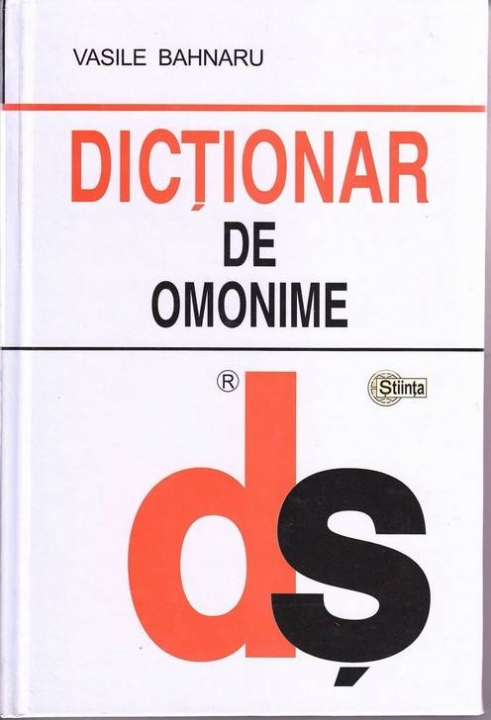 VASILE BAHNARU
DICȚIONAR
DE
OMONIME
®
Știința
dș